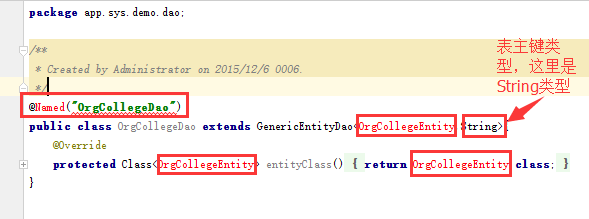 package app.sys.demo.dao;
/**
* Created by Administrator on 2015/12/6 0006.
*/
@Named("OrgCollegeDao")
public class OrgCollegeDao extends GenericEntityDao<OrgCollegeEntity String>
@Override
protected Class<OrgCollegeEntity> entityClass() { return OrgCollegeEntity class; }
}
表主键类
型，这里是
String类型